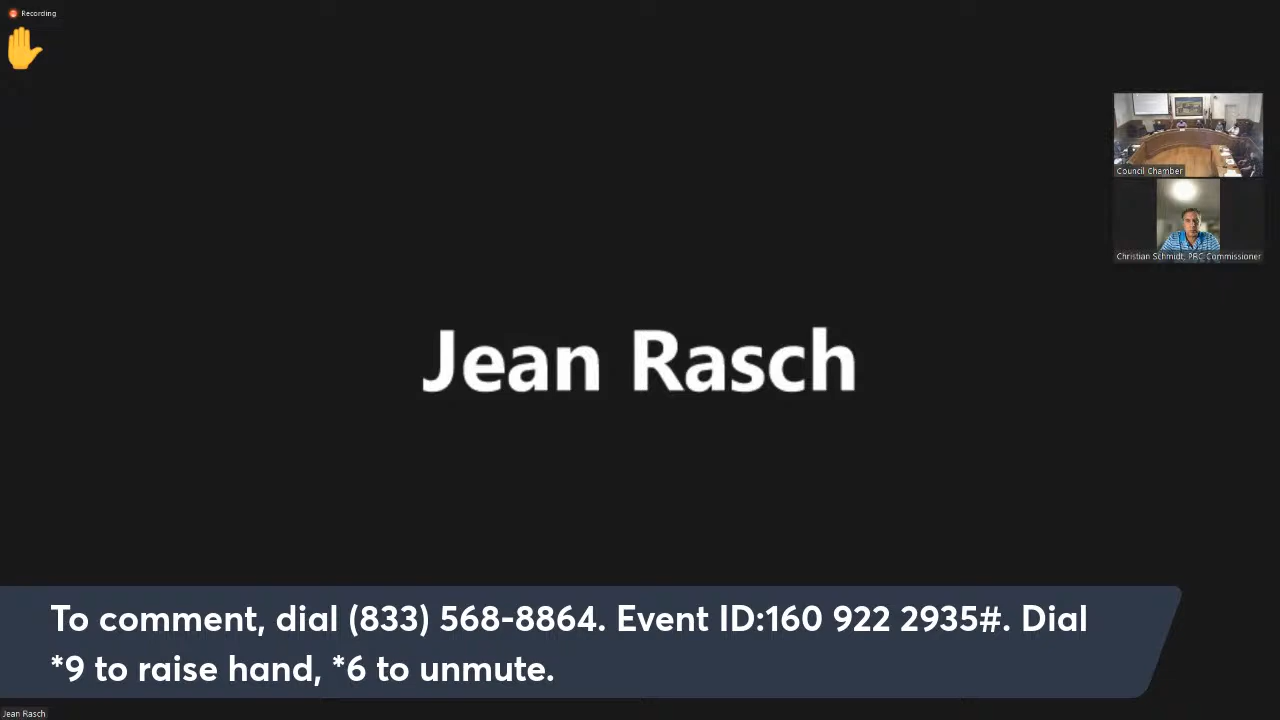 Recording
Council Chamber
Christian Schmidt, PRC Commissioner
Jean Rasch
To comment, dial (833) 568-8864. Event ID:160 922 2935#. Dial
*9 to raise hand, *6 to unmute.
Jean Rasch